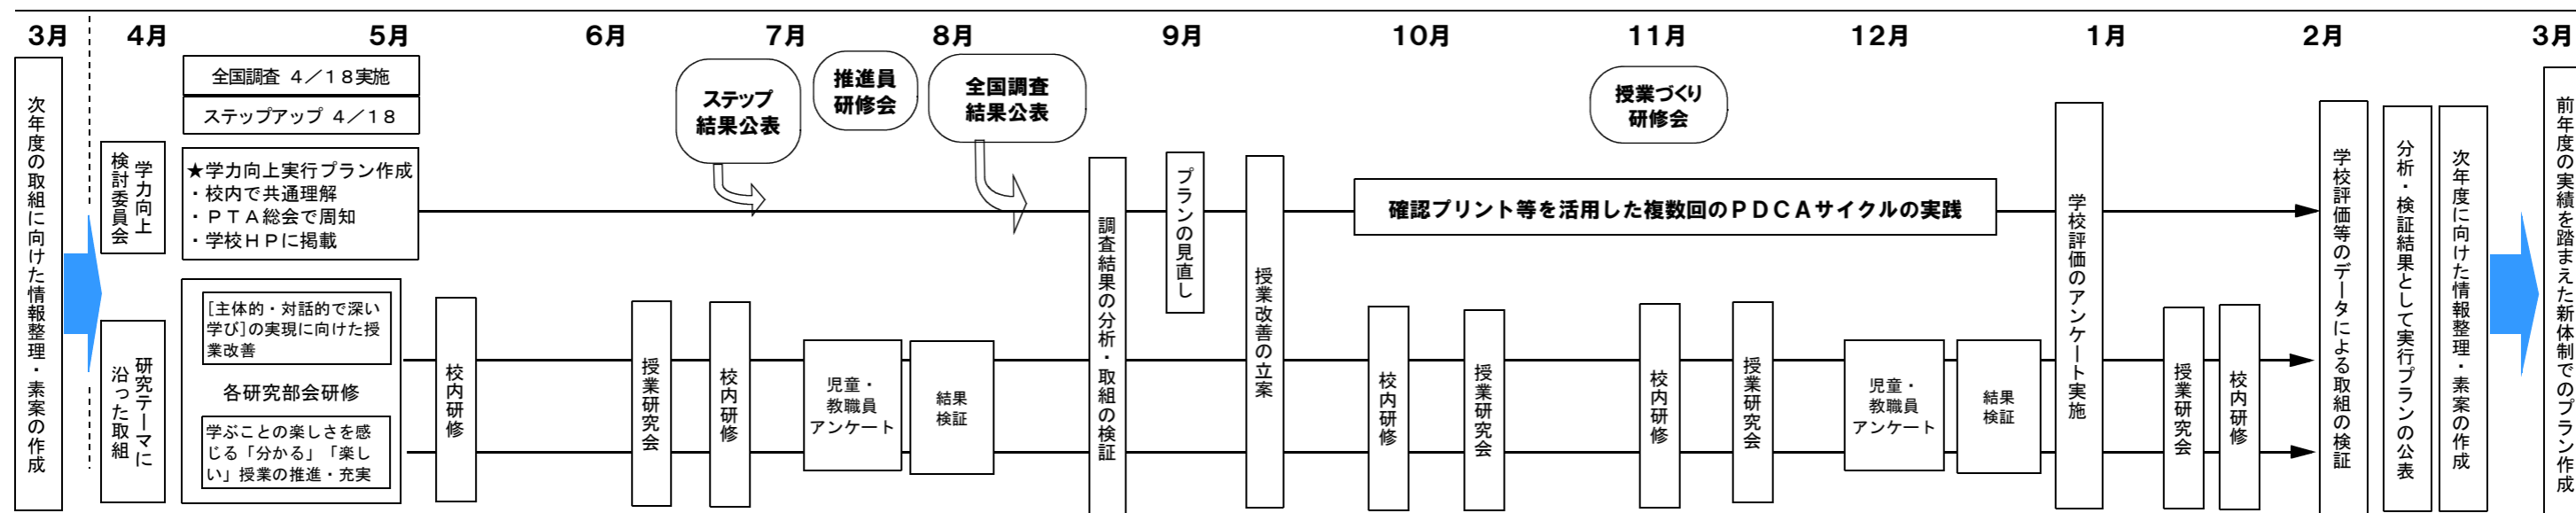 3月
4月
5月
6月
7月
8月
9月
10月
11月
12月
1月
2月
3月
次年度の取組に向けた情報整理・素案の作成
学力向上
検討委員会
研究テーマに
沿った取組
全国調査 4／18実施
ステップアップ 4／18
★学力向上実行プラン作成
・校内で共通理解
・PTA総会で周知
・学校HPに掲載
[主体的・対話的で深い
学び]の実現に向けた授
業改善
各研究部会研修
学ぶことの楽しさを感
じる「分かる」「楽し
い」授業の推進・充実
校内研修
授業研究会
ステップ
結果公表
校内研修
推進員
研修会
児童・
教職員
アンケート
全国調査
結果公表
結果
検証
調査結果の分析・取組の検証
プランの見直し
授業改善の立案
確認プリント等を活用した複数回のPDCAサイクルの実践
校内研修
授業研究会
授業づくり
研修会
校内研修
授業研究会
児童・
教職員
アンケート
結果
検証
学校評価のアンケート実施
授業研究会
校内研修
学校評価等のデータによる取組の検証
分析・検証結果として実行プランの公表
次年度に向けた情報整理・素案の作成
前年度の実績を踏まえた新体制でのプラン作成